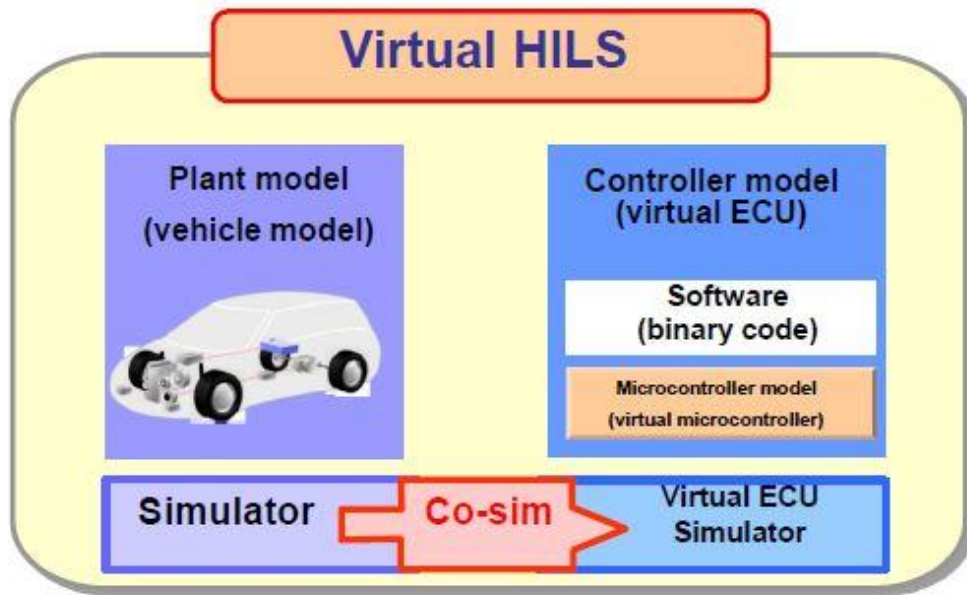 Virtual HILS
Plant model
(vehicle model)
Controller model
(virtual ECU)
Software
(binary code)
Microcontroller model
(virtual microcontroller)
Simulator
Co-sim
Virtual ECU
Simulator